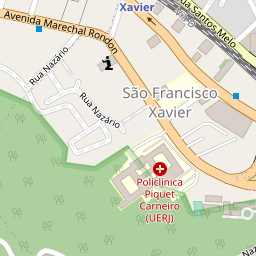 Xavier
Rua Santos Melo
Avenida Marechal Rondon
Rua Nazário
Rua Nazário
São Francisco
Xavier
Policlínica
Piquet
Carneiro
(UERJ)